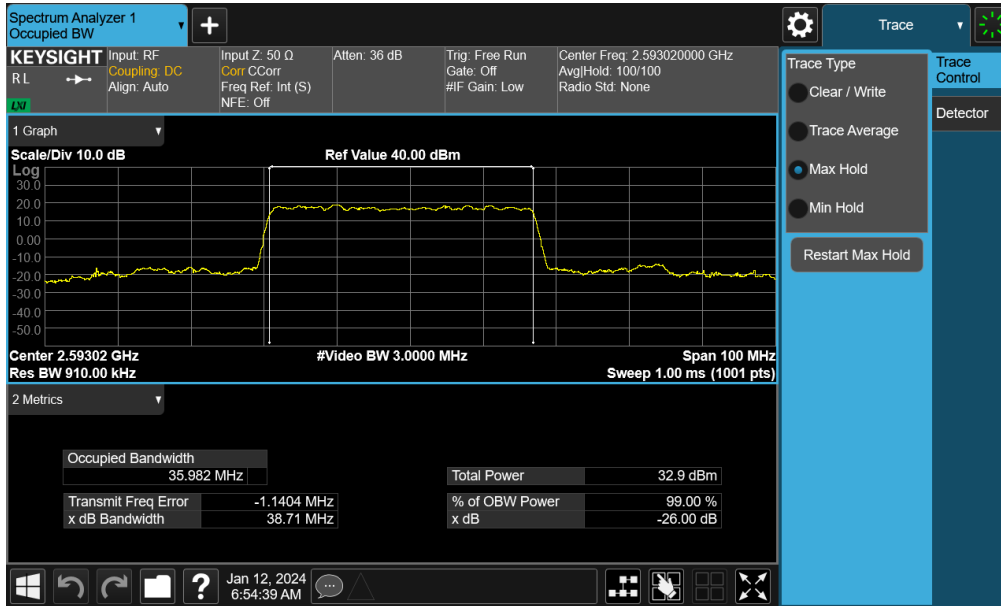 Spectrum Analyzer 1
Occupied BW
Trace
KEYSIGHT
RL
LXI
Input: RF
Coupling: DC
Align: Auto
Input Z: 50 Ω
Corr CCorr
Freq Ref: Int (S)
NFE: Off
Atten: 36 dB
Trig: Free Run
Gate: Off
#IF Gain: Low
Center Freq: 2.593020000 GHz
Avg|Hold: 100/100
Radio Std: None
Trace Type
Clear / Write
Trace Average
Max Hold
Min Hold
Restart Max Hold
Trace
Control
Detector
1 Graph
Scale/Div 10.0 dB
Ref Value 40.00 dBm
Log
30.0
20.0
10.0
0.00
-10.0
-20.0
-30.0
-40.0
-50.0
Center 2.59302 GHz
#Video BW 3.0000 MHz
Span 100 MHz
Res BW 910.00 kHz
Sweep 1.00 ms (1001 pts)
2 Metrics
Occupied Bandwidth
35.982 MHz
Total Power 32.9 dBm
Transmit Freq Error -1.1404 MHz
% of OBW Power 99.00 %
x dB Bandwidth 38.71 MHz
x dB -26.00 dB
?
Jan 12, 2024
6:54:39 AM